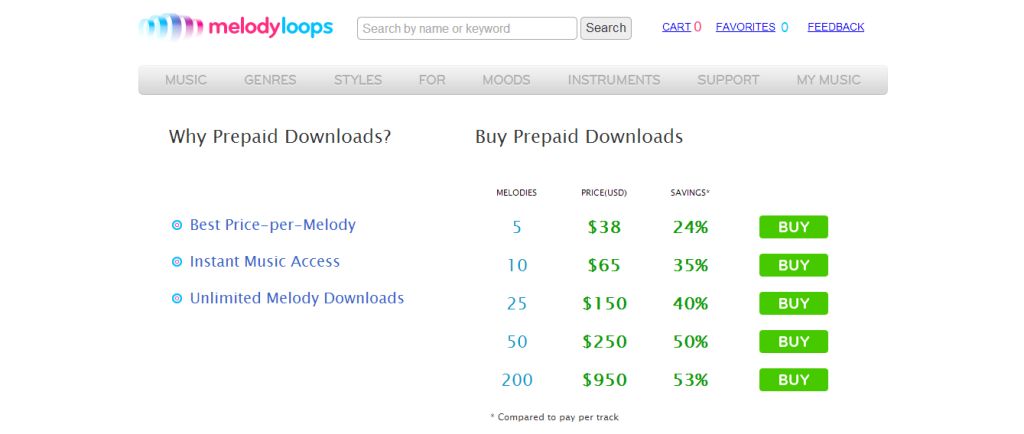 melodyloops
Search by name or keyword
Search
CART 0 FAVORITES 0 FEEDBACK
MUSIC GENRES STYLES FOR MOODS INSTRUMENTS SUPPORT MY MUSIC
Why Prepaid Downloads?
Best Price-per-Melody
Instant Music Access
Unlimited Melody Downloads
Buy Prepaid Downloads
MELODIES PRICE(USD) SAVINGS*
5 $38 24% BUY
10 $65 35% BUY
25 $150 40% BUY
50 $250 50% BUY
200 $950 53% BUY
* Compared to pay per track